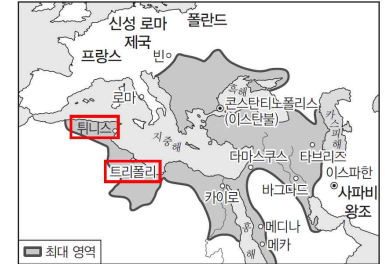 신성 로마
제국
폴란드
프랑스
빈
로마
흑해
콘스탄티노폴리스
(이스탄불)
카스피해
튀니스
지중해
트리폴리
다마스쿠스
타브리즈
이스파한
사파비
왕조
카이로
바그다드
홍해
메디나
메카
최대 영역